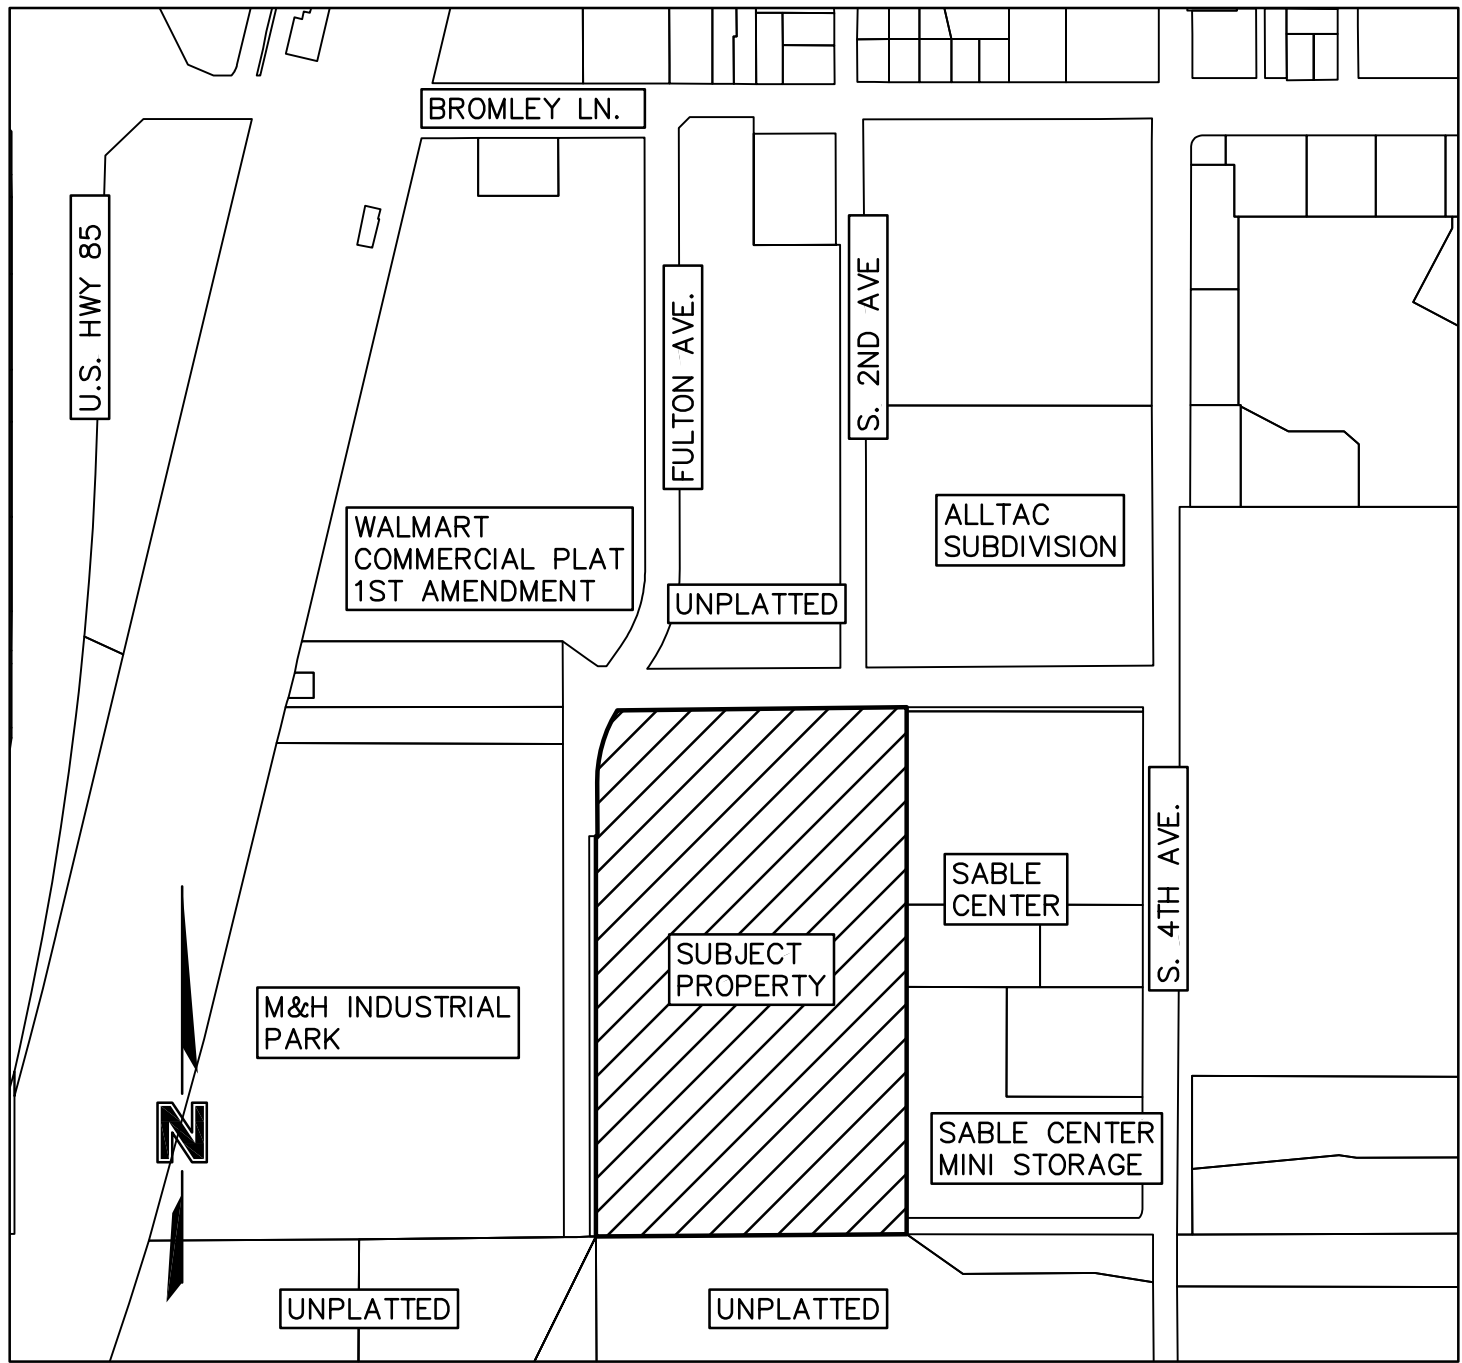 BROMLEY LN.
U.S. HWY 85
FULTON AVE.
S. 2ND AVE
WALMART
COMMERCIAL PLAT
1ST AMENDMENT
ALLTAC
SUBDIVISION
UNPLATTED
S. 4TH AVE.
SABLE
CENTER
SUBJECT
PROPERTY
M&H INDUSTRIAL
PARK
N
SABLE CENTER
MINI STORAGE
UNPLATTED
UNPLATTED